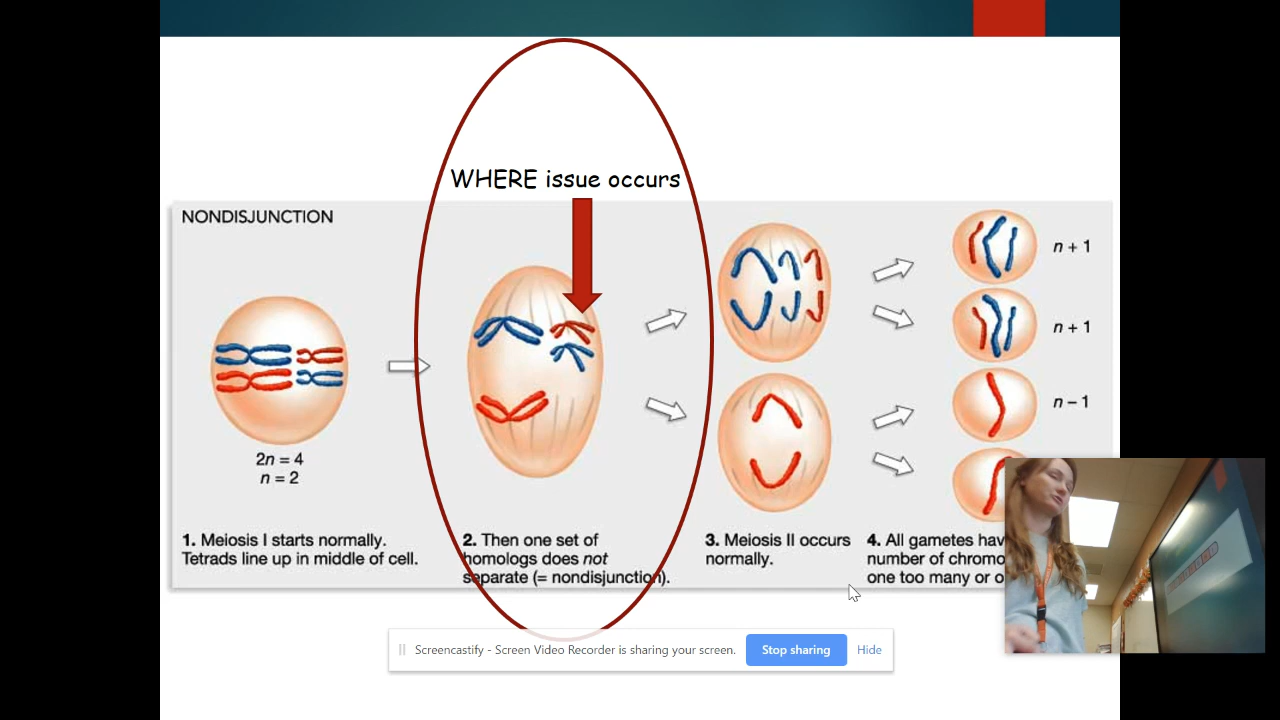 WHERE issue occurs
NONDISJUNCTION
n + 1
n + 1
n – 1
2n = 4
n = 2
1. Meiosis I starts normally.
Tetrads line up in middle of cell.
2. Then one set of
homologs does not
separate (= nondisjunction).
3. Meiosis II occurs
normally.
4. All gametes hav
number of chromo
one too many or o
Screencastify - Screen Video Recorder is sharing your screen.
Stop sharing
Hide